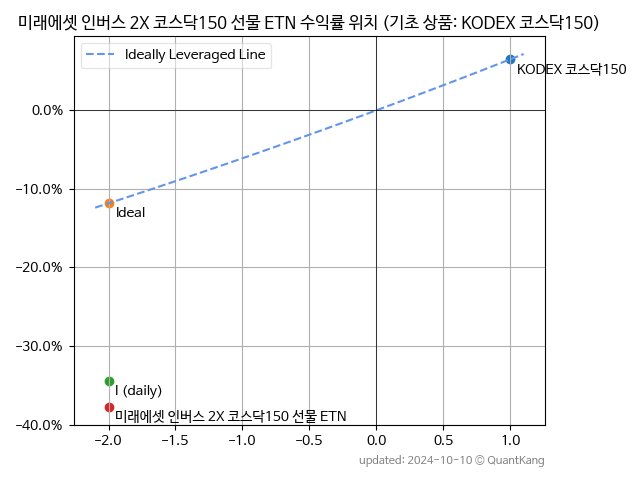 미래에셋 인버스 2X 코스닥150 선물 ETN 수익률 위치 (기초 상품: KODEX 코스닥150)
Ideally Leveraged Line
KODEX 코스닥150
0.0%
−10.0%
Ideal
−20.0%
−30.0%
I (daily)
미래에셋 인버스 2X 코스닥150 선물 ETN
−40.0%
−2.0 −1.5 −1.0 −0.5 0.0 0.5 1.0
updated: 2024-10-10 © QuantKang